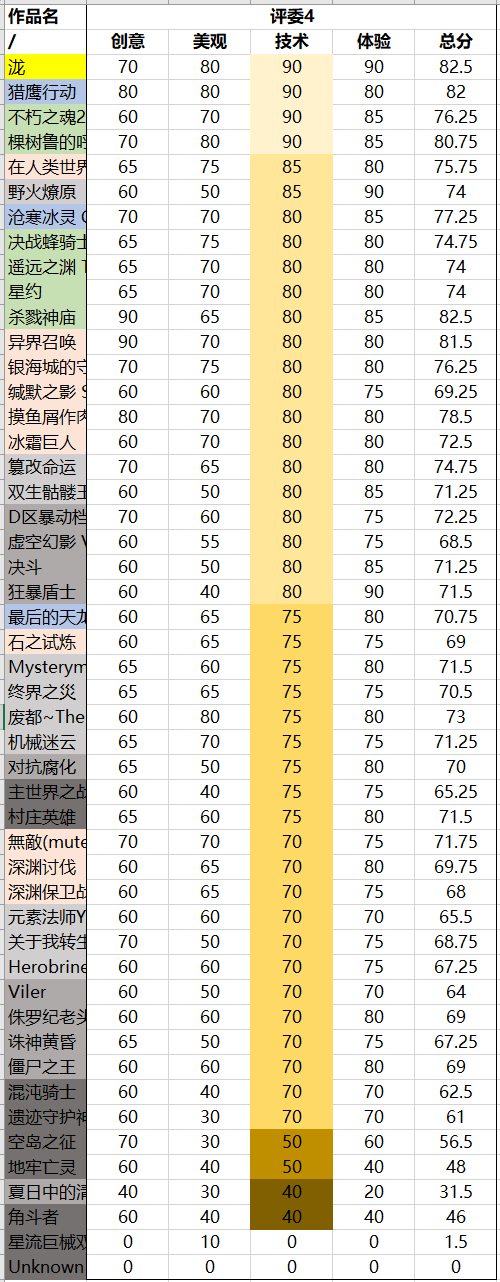 作品名 评委4
/ 创意 美观 技术 体验 总分
泷 70 80 90 90 82.5
猎鹰行动 80 80 90 80 82
不朽之魂2 60 70 90 85 76.25
棵树鲁的呼 70 80 90 85 80.75
在人类世界 65 75 85 80 75.75
野火燎原 60 50 85 90 74
沧寒冰灵 70 70 80 85 77.25
决战蜂骑士 65 75 80 80 74.75
遥远之渊 T 65 70 80 80 74
星约 65 70 80 80 74
杀戮神庙 90 65 80 85 82.5
异界召唤 90 70 80 80 81.5
银海城的守 70 75 80 80 76.25
缄默之影 S 60 60 80 75 69.25
摸鱼屑作肉 80 70 80 80 78.5
冰霜巨人 60 70 80 80 72.5
篡改命运 70 65 80 80 74.75
双生骷髅王 60 50 80 85 71.25
D区暴动档 70 60 80 75 72.25
虚空幻影 V 60 55 80 75 68.5
决斗 60 50 80 85 71.25
狂暴盾士 60 40 80 90 71.5
最后的天龙 60 65 75 80 70.75
石之试炼 60 65 75 75 69
Mysterym 65 60 75 80 71.5
终界之災 65 65 75 75 70.5
废都~The 60 80 75 80 73
机械迷云 65 70 75 75 71.25
对抗腐化 65 50 75 80 70
主世界之战 60 40 75 75 65.25
村庄英雄 65 60 75 80 71.5
無敵(mute 70 70 70 75 71.75
深渊讨伐 60 65 70 80 69.75
深渊保卫战 60 65 70 75 68
元素法师Y 60 60 70 70 65.5
关于我转生 70 50 70 75 68.75
Herobrine 60 60 70 75 67.25
Viler 60 50 70 70 64
侏罗纪老头 60 60 70 80 69
诛神黄昏 65 50 70 75 67.25
僵尸之王 60 60 70 80 69
混沌骑士 60 40 70 70 62.5
遗迹守护神 60 30 70 70 61
空岛之征 70 30 50 60 56.5
地牢亡灵 60 40 50 40 48
夏日中的清 40 30 40 20 31.5
角斗者 60 40 40 40 46
星流巨械双 0 10 0 0 1.5
Unknown 0 0 0 0 0